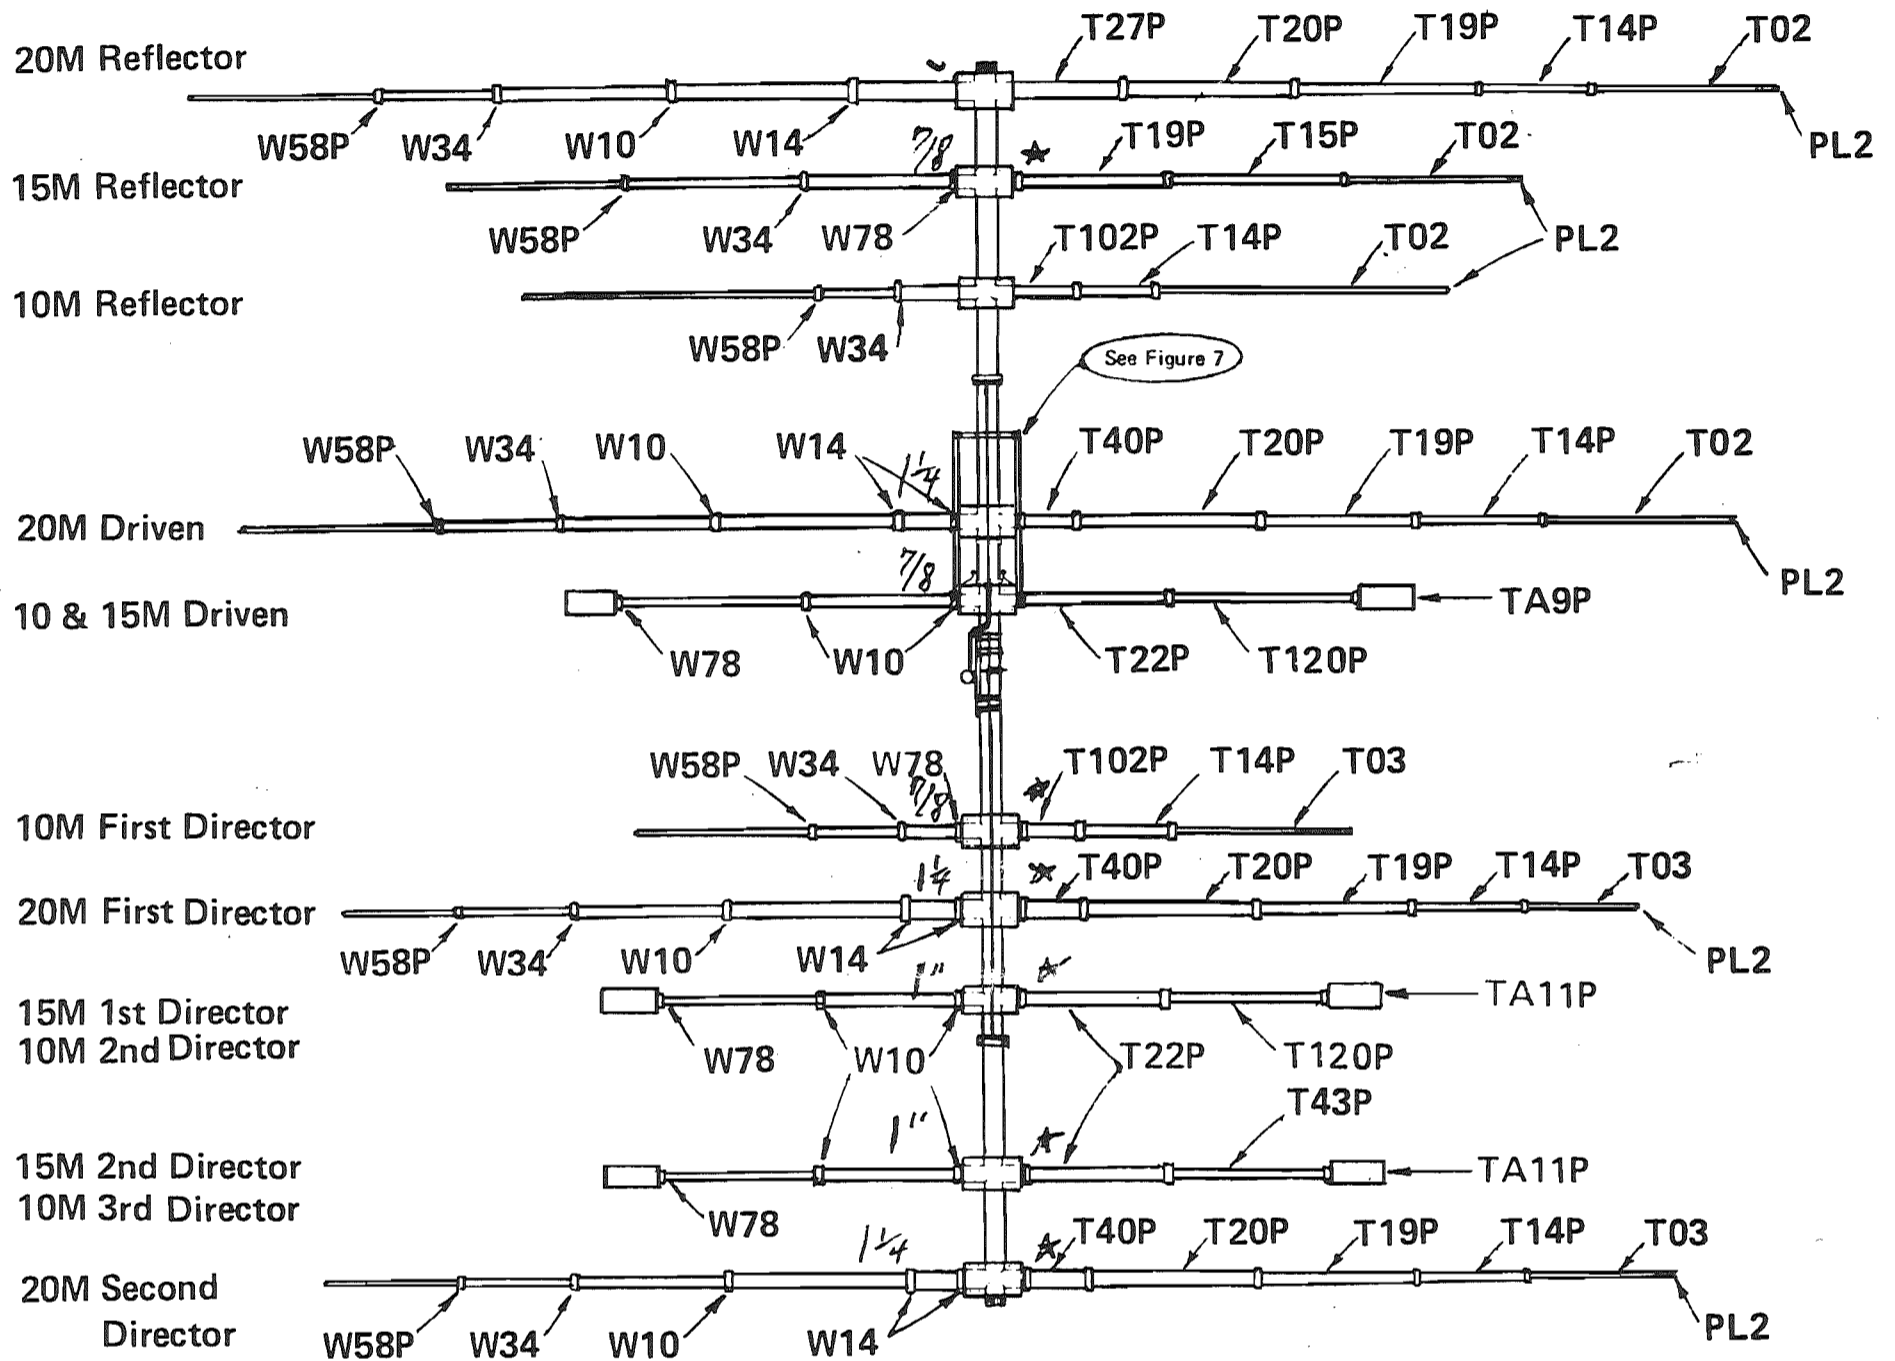 T27P T20P T19P T14P T02
20M Reflector
W58P W34 W10 W14 PL2
7/8 ★ T19P T15P T02
15M Reflector
W58P W34 W78 T102P T14P T02 PL2
10M Reflector
W58P W34
See Figure 7
W58P W34 W10 W14 1 1/4 T40P T20P T19P T14P T02
20M Driven
PL2
7/8
10 & 15M Driven TA9P
W78 W10 T22P T120P
W58P W34 W78 T102P T14P T03
7/8 ★
10M First Director
1 1/4 ★ T40P T20P T19P T14P T03
20M First Director
W58P W34 W10 W14 PL2
1" ★ TA11P
15M 1st Director
10M 2nd Director
W78 W10 T22P T120P
T43P
1" ★
15M 2nd Director TA11P
10M 3rd Director
W78
1 1/4 ★ T40P T20P T19P T14P T03
20M Second
Director
W58P W34 W10 W14 PL2